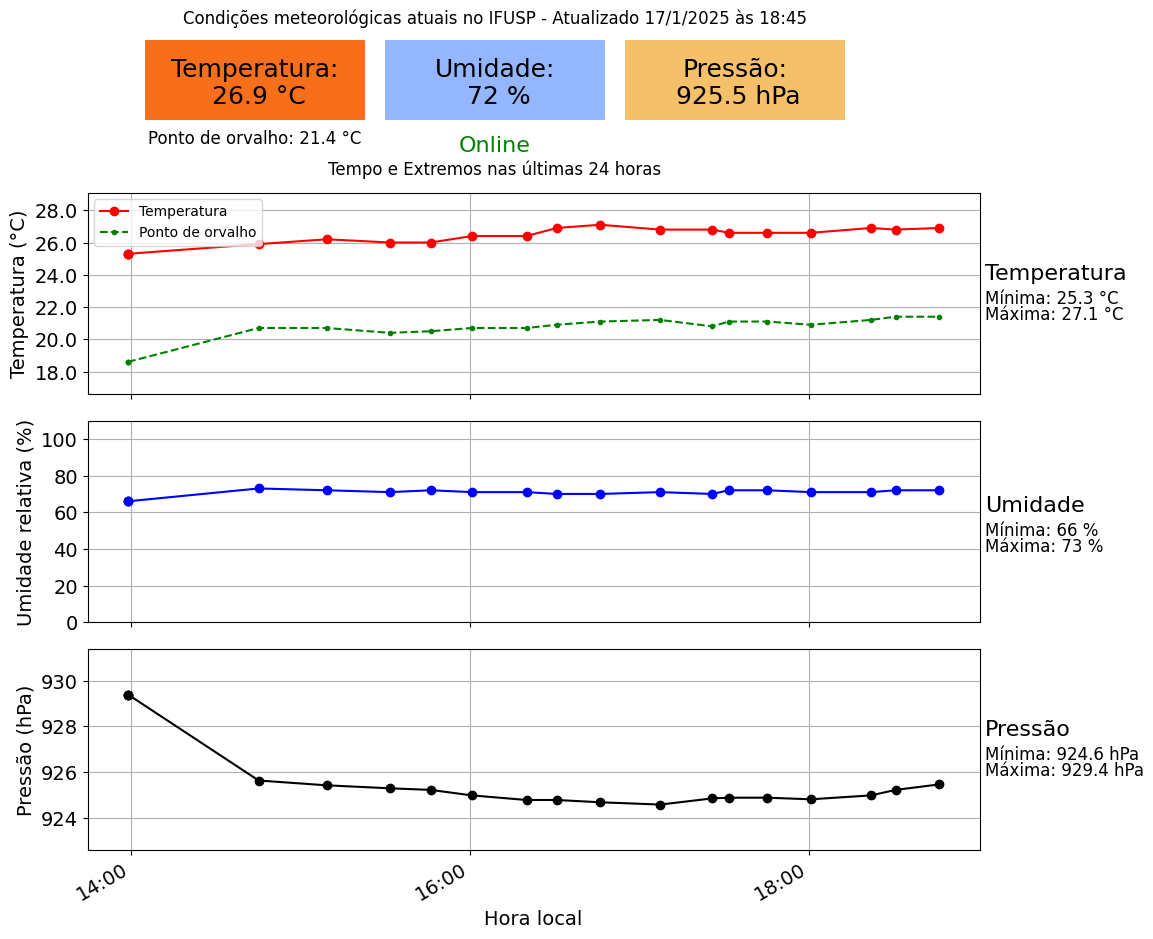 Condições meteorológicas atuais no IFUSP - Atualizado 17/1/2025 às 18:45
Temperatura:
26.9 °C
Umidade:
72 %
Pressão:
925.5 hPa
Ponto de orvalho: 21.4 °C
Online
Tempo e Extremos nas últimas 24 horas
Temperatura (°C)
28.0
26.0
24.0
22.0
20.0
18.0
Temperatura
Ponto de orvalho
Temperatura
Mínima: 25.3 °C
Máxima: 27.1 °C
Umidade relativa (%)
100
80
60
40
20
0
Umidade
Mínima: 66 %
Máxima: 73 %
Pressão (hPa)
930
928
926
924
Pressão
Mínima: 924.6 hPa
Máxima: 929.4 hPa
14:00
16:00
18:00
Hora local